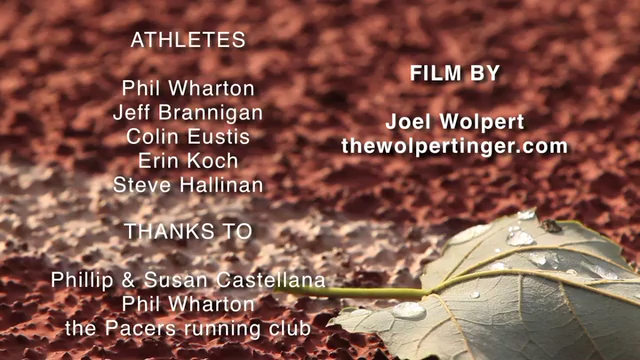 ATHLETES
Phil Wharton
Jeff Brannigan
Colin Eustis
Erin Koch
Steve Hallinan
THANKS TO
Phillip & Susan Castellana
Phil Wharton
the Pacers running club
FILM BY
Joel Wolpert
thewolpertinger.com